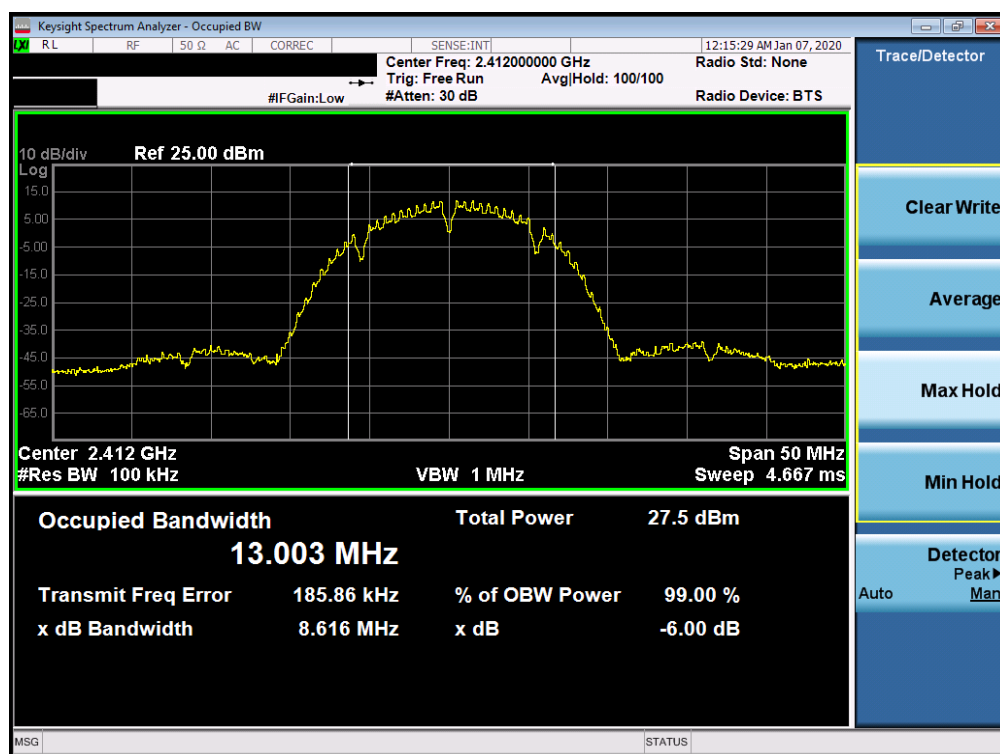 Keysight Spectrum Analyzer - Occupied BW
LXI RL RF 50 Ω AC CORREC SENSE:INT 12:15:29 AM Jan 07, 2020
Center Freq: 2.412000000 GHz Radio Std: None
Trig: Free Run Avg|Hold: 100/100
#IFGain:Low #Atten: 30 dB Radio Device: BTS
10 dB/div Ref 25.00 dBm
Log
15.0
5.00
-5.00
-15.0
-25.0
-35.0
-45.0
-55.0
-65.0
Center 2.412 GHz Span 50 MHz
#Res BW 100 kHz VBW 1 MHz Sweep 4.667 ms
Occupied Bandwidth Total Power 27.5 dBm
13.003 MHz
Transmit Freq Error 185.86 kHz % of OBW Power 99.00 %
x dB Bandwidth 8.616 MHz x dB -6.00 dB
MSG STATUS
Trace/Detector
Clear Write
Average
Max Hold
Min Hold
Detector
Peak▶
Auto Man